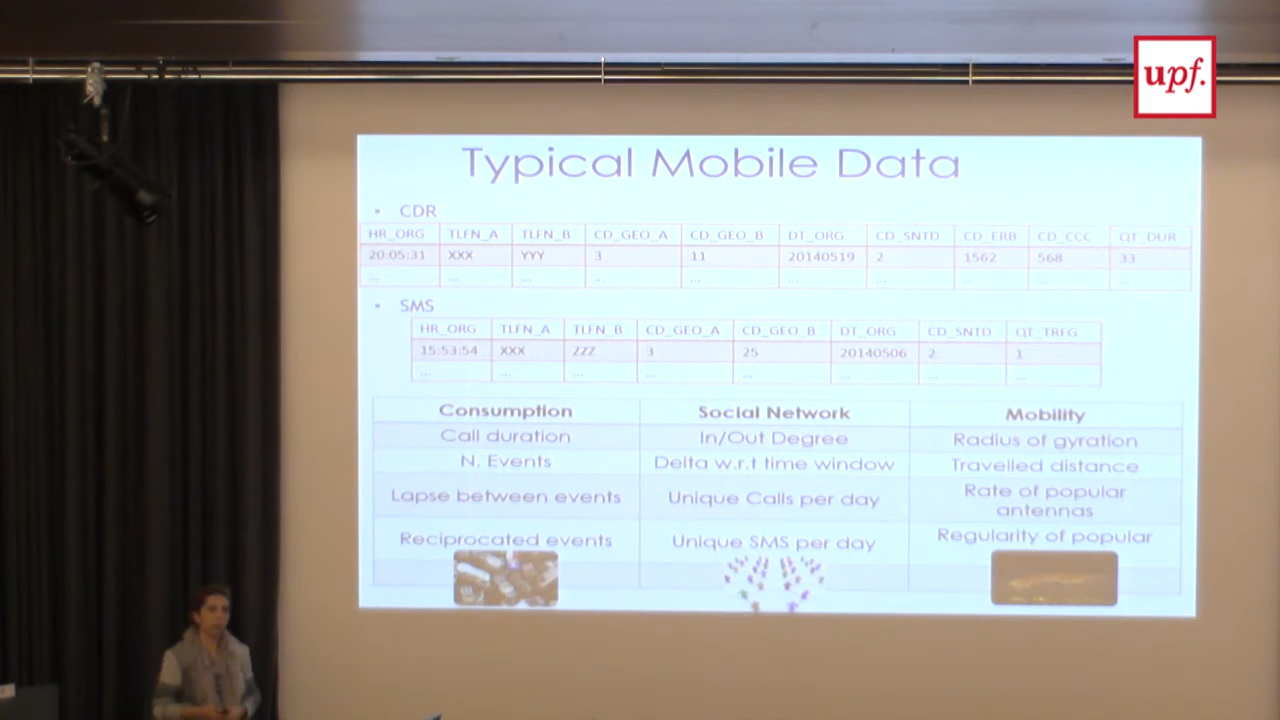 upf.
Typical Mobile Data
• CDR
HR_ORG TLFN_A TLFN_B CD_GEO_A CD_GEO_B DT_ORG CD_SNTD CD_ERB CD_CCC QT_DUR
20:05:31 XXX YYY 3 11 20140519 2 1562 568 33
... ... ... ... ... ... ... ... ... ...
• SMS
HR_ORG TLFN_A TLFN_B CD_GEO_A CD_GEO_B DT_ORG CD_SNTD QT_TRFG
15:53:54 XXX ZZZ 3 25 20140506 2 1
... ... ... ... ... ... ... ...
Consumption Social Network Mobility
Call duration In/Out Degree Radius of gyration
N. Events Delta w.r.t time window Travelled distance
Lapse between events Unique Calls per day Rate of popular
antennas
Reciprocated events Unique SMS per day Regularity of popular